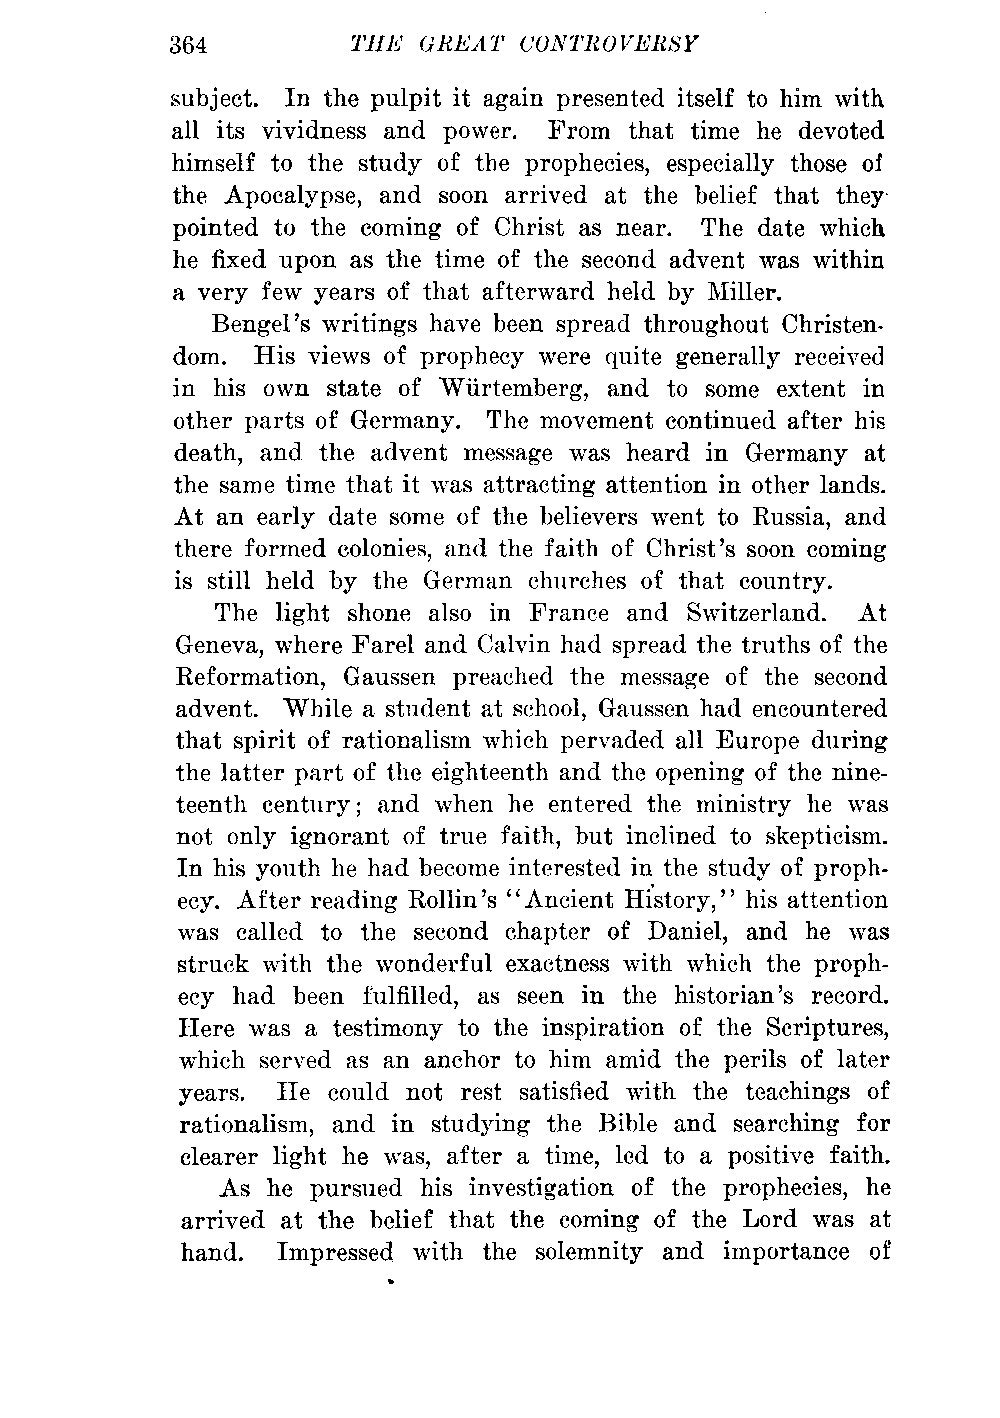 364 THE GREAT CONTROVERSY
subject. In the pulpit it again presented itself to him with
all its vividness and power. From that time he devoted
himself to the study of the prophecies, especially those of
the Apocalypse, and soon arrived at the belief that they
pointed to the coming of Christ as near. The date which
he fixed upon as the time of the second advent was within
a very few years of that afterward held by Miller.
Bengel's writings have been spread throughout Christen-
dom. His views of prophecy were quite generally received
in his own state of Würtemberg, and to some extent in
other parts of Germany. The movement continued after his
death, and the advent message was heard in Germany at
the same time that it was attracting attention in other lands.
At an early date some of the believers went to Russia, and
there formed colonies, and the faith of Christ's soon coming
is still held by the German churches of that country.
The light shone also in France and Switzerland. At
Geneva, where Farel and Calvin had spread the truths of the
Reformation, Gaussen preached the message of the second
advent. While a student at school, Gaussen had encountered
that spirit of rationalism which pervaded all Europe during
the latter part of the eighteenth and the opening of the nine-
teenth century; and when he entered the ministry he was
not only ignorant of true faith, but inclined to skepticism.
In his youth he had become interested in the study of proph-
ecy. After reading Rollin's "Ancient History," his attention
was called to the second chapter of Daniel, and he was
struck with the wonderful exactness with which the proph-
ecy had been fulfilled, as seen in the historian's record.
Here was a testimony to the inspiration of the Scriptures,
which served as an anchor to him amid the perils of later
years. He could not rest satisfied with the teachings of
rationalism, and in studying the Bible and searching for
clearer light he was, after a time, led to a positive faith.
As he pursued his investigation of the prophecies, he
arrived at the belief that the coming of the Lord was at
hand. Impressed with the solemnity and importance of